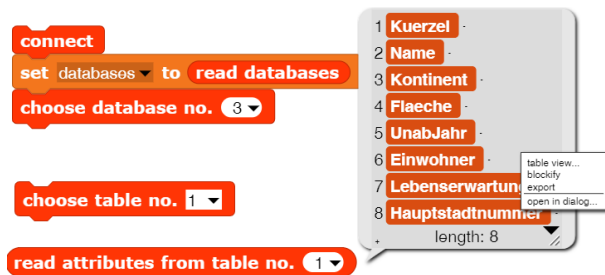 connect
set databases to read databases
choose database no. 3
choose table no. 1
read attributes from table no. 1
1 Kuerzel
2 Name
3 Kontinent
4 Flaeche
5 UnabJahr
6 Einwohner
7 Lebenserwartung
8 Hauptstadtnummer
+ length: 8
table view...
blockify
export
open in dialog...